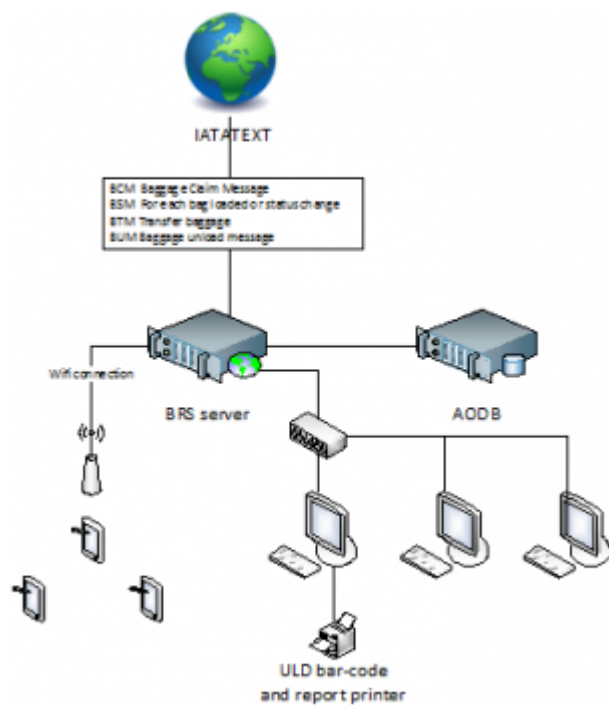 IATATEXT
BCM Baggage Claim Message
BSM For each bag loaded or status change
BTM Transfer baggage
BUM Baggage unload message
Wifi connection
BRS server
AODB
ULD bar-code
and report printer